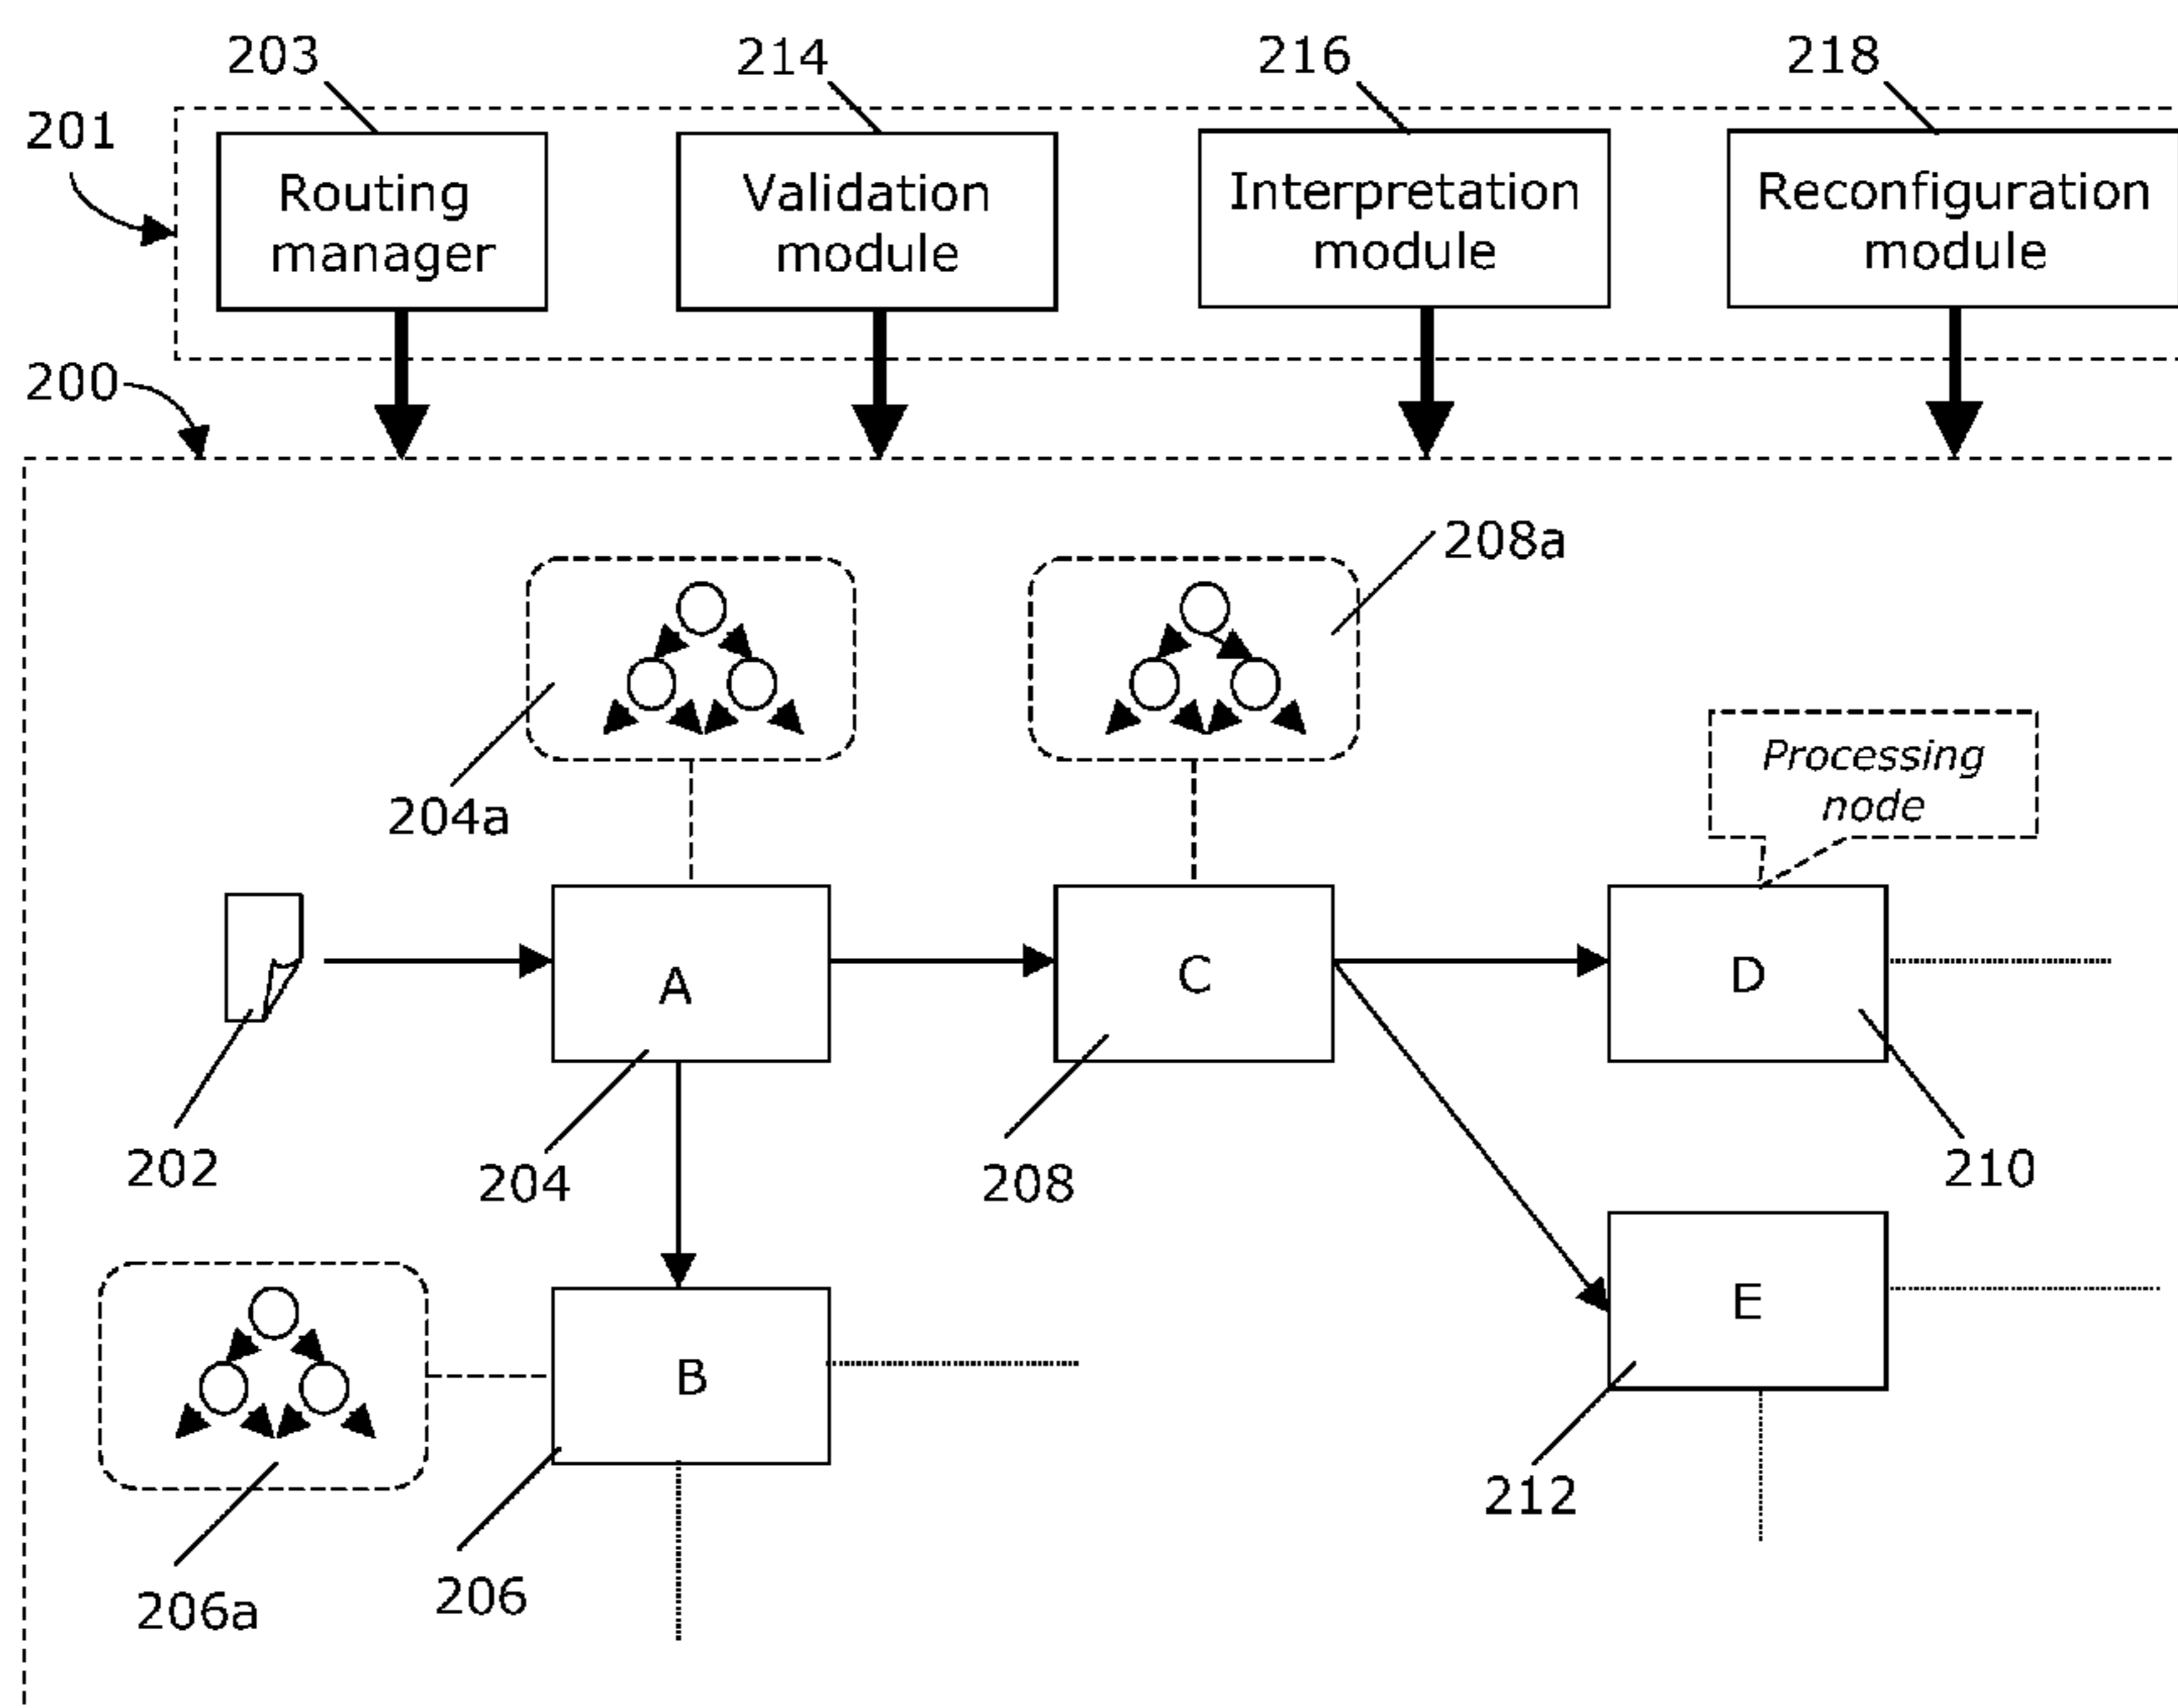 203
214
216
218
201
Routing
manager
Validation
module
Interpretation
module
Reconfiguration
module
200
208a
204a
Processing
node
A
C
D
202
204
208
210
B
E
206a
206
212